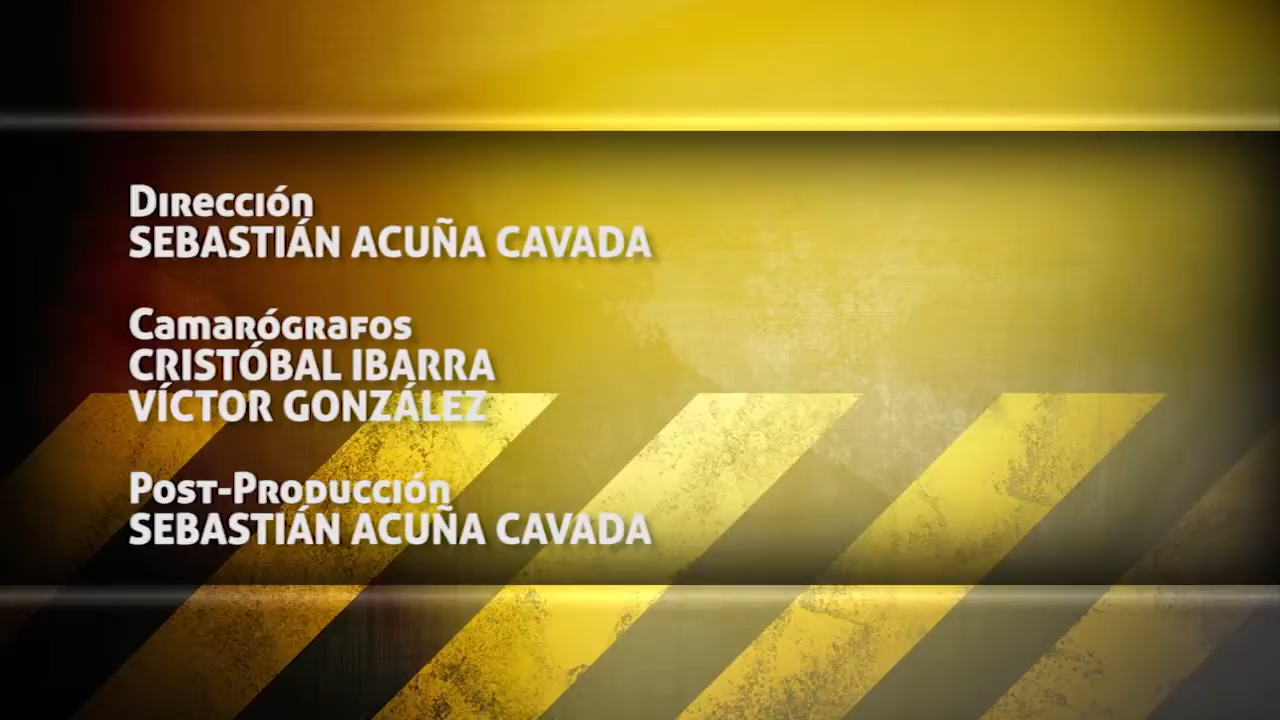 Dirección
SEBASTIÁN ACUÑA CAVADA
Camarógrafos
CRISTÓBAL IBARRA
VÍCTOR GONZÁLEZ
Post-Producción
SEBASTIÁN ACUÑA CAVADA